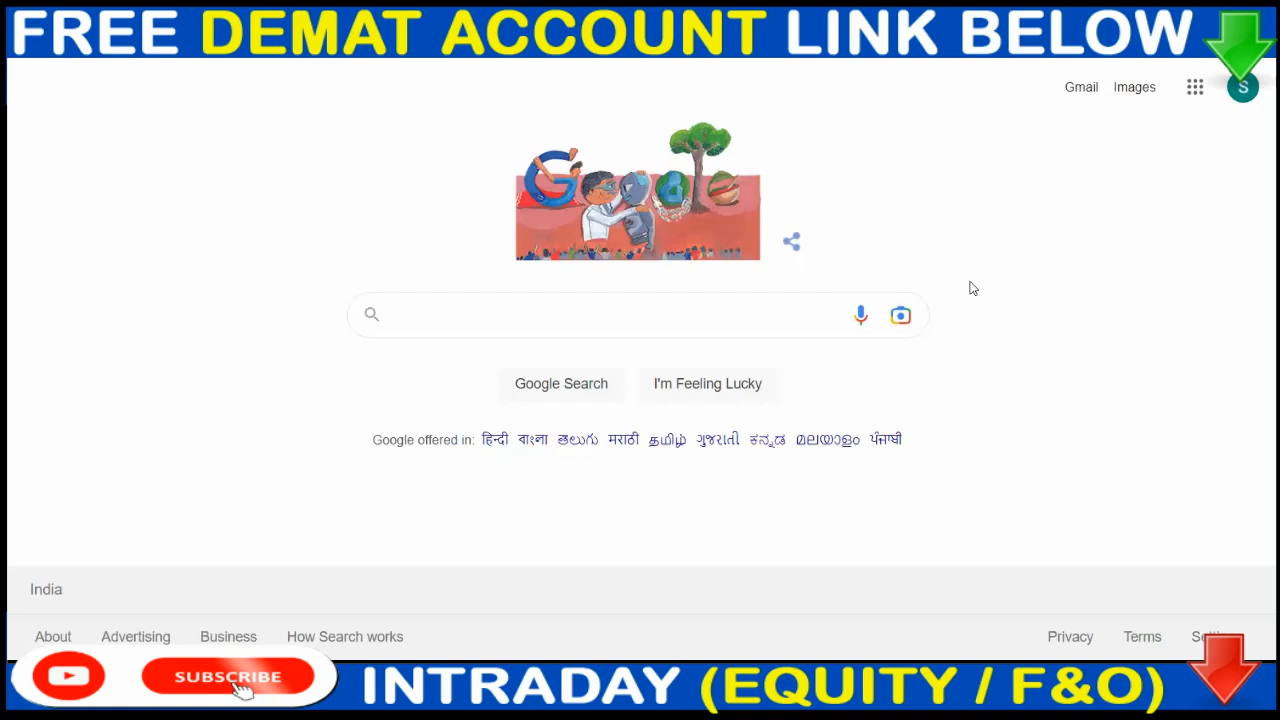 FREE DEMAT ACCOUNT LINK BELOW
Gmail Images
S
Google
Google Search I'm Feeling Lucky
Google offered in: हिन्दी বাংলা తెలుగు मराठी தமிழ் ગુજરાતી ಕನ್ನಡ മലയാളം ਪੰਜਾਬੀ
India
About Advertising Business How Search works Privacy Terms
SUBSCRIBE
INTRADAY (EQUITY / F&O)